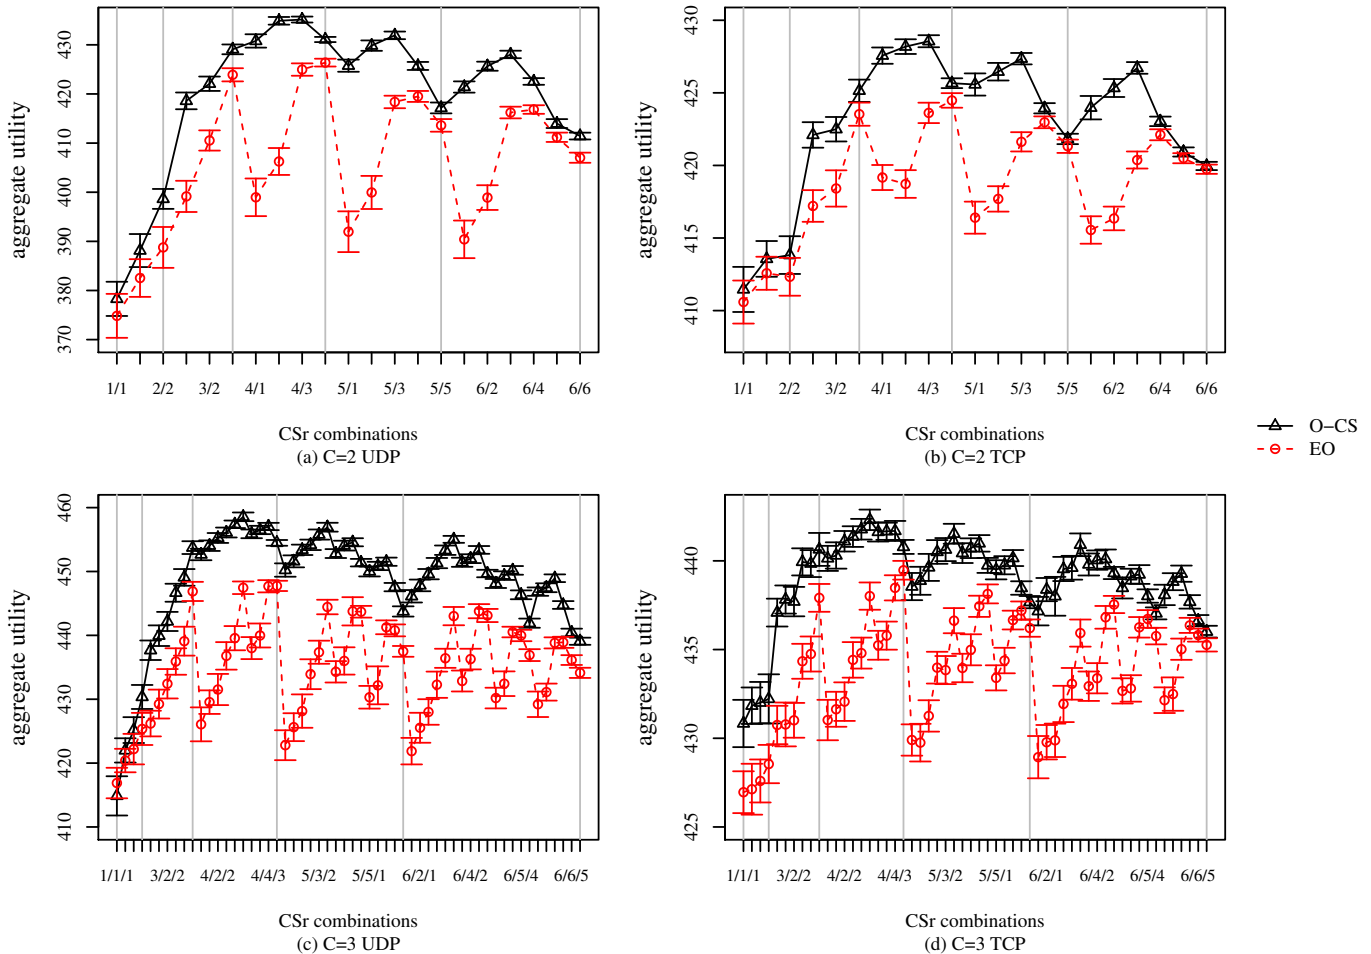 aggregate utility
430
420
410
400
390
380
370
1/1 2/2 3/2 4/1 4/3 5/1 5/3 5/5 6/2 6/4 6/6
CSr combinations
(a) C=2 UDP
aggregate utility
430
425
420
415
410
1/1 2/2 3/2 4/1 4/3 5/1 5/3 5/5 6/2 6/4 6/6
CSr combinations
(b) C=2 TCP
O−CS
EO
aggregate utility
460
450
440
430
420
410
1/1/1 3/2/2 4/2/2 4/4/3 5/3/2 5/5/1 6/2/1 6/4/2 6/5/4 6/6/5
CSr combinations
(c) C=3 UDP
aggregate utility
440
435
430
425
1/1/1 3/2/2 4/2/2 4/4/3 5/3/2 5/5/1 6/2/1 6/4/2 6/5/4 6/6/5
CSr combinations
(d) C=3 TCP